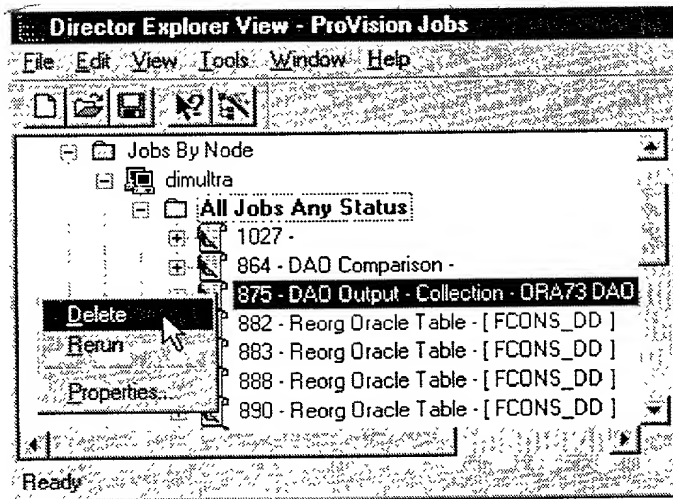 Director Explorer View - ProVision Jobs
File Edit View Tools Window Help
Jobs By Node
dimultra
All Jobs Any Status
1027 -
864 - DAO Comparison -
875 - DAO Output - Collection - ORA73 DAO
882 - Reorg Oracle Table - [ FCONS_DD ]
883 - Reorg Oracle Table - [ FCONS_DD ]
888 - Reorg Oracle Table - [ FCONS_DD ]
890 - Reorg Oracle Table - [ FCONS_DD ]
Delete
Rerun
Properties...
Ready